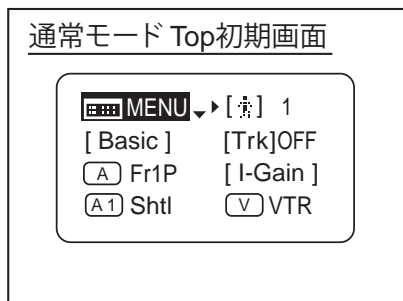 通常モード Top初期画面
MENU [ ] 1
[ Basic ] [Trk]OFF
A Fr1P [ I-Gain ]
A1 Shtl V VTR